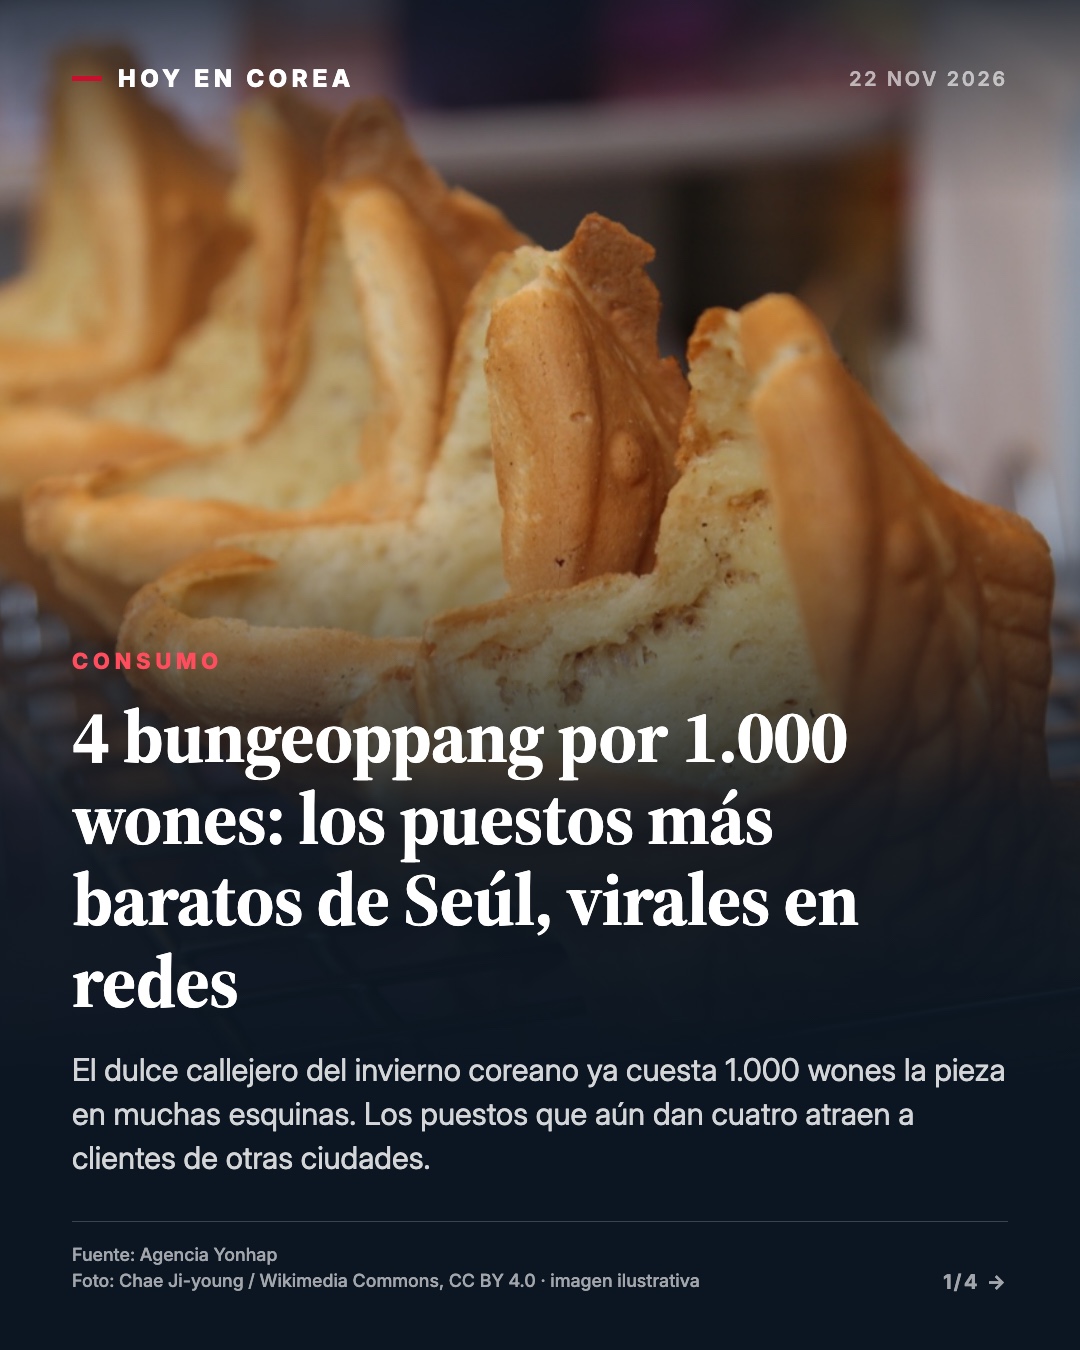 HOY EN COREA
22 NOV 2026
CONSUMO
4 bungeoppang por 1.000
wones: los puestos más
baratos de Seúl, virales en
redes
El dulce callejero del invierno coreano ya cuesta 1.000 wones la pieza
en muchas esquinas. Los puestos que aún dan cuatro atraen a
clientes de otras ciudades.
Fuente: Agencia Yonhap
Foto: Chae Ji-young / Wikimedia Commons, CC BY 4.0 · imagen ilustrativa
1/4 →